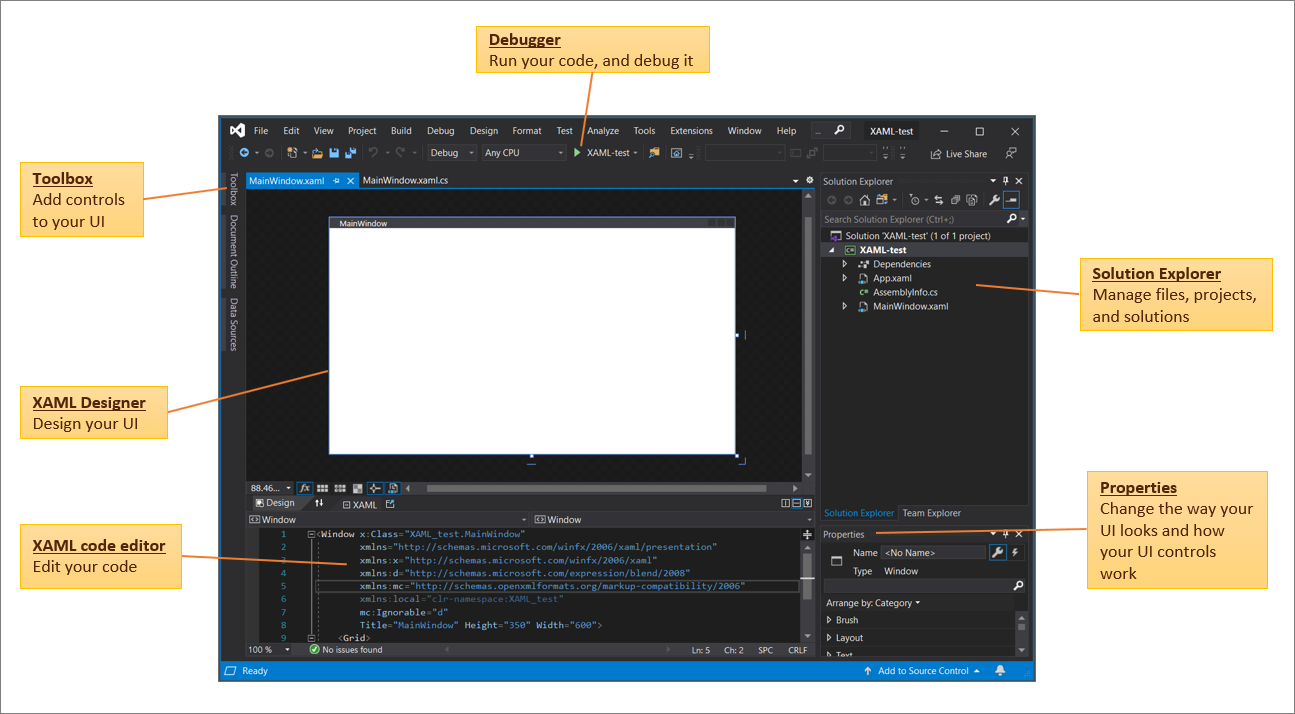 Debugger
Run your code, and debug it
File Edit View Project Build Debug Design Format Test Analyze Tools Extensions Window Help ... XAML-test
Debug Any CPU XAML-test Live Share
Toolbox
Add controls
to your UI
Toolbox
Document Outline
Data Sources
MainWindow.xaml MainWindow.xaml.cs
MainWindow
Solution Explorer
Search Solution Explorer (Ctrl+;)
Solution 'XAML-test' (1 of 1 project)
XAML-test
Dependencies
App.xaml
C# AssemblyInfo.cs
MainWindow.xaml
Solution Explorer
Manage files, projects,
and solutions
XAML Designer
Design your UI
88.46... fx
Design XAML
Window Window
XAML code editor
Edit your code
1 <Window x:Class="XAML_test.MainWindow"
2 xmlns="http://schemas.microsoft.com/winfx/2006/xaml/presentation"
3 xmlns:x="http://schemas.microsoft.com/winfx/2006/xaml"
4 xmlns:d="http://schemas.microsoft.com/expression/blend/2008"
5 xmlns:mc="http://schemas.openxmlformats.org/markup-compatibility/2006"
6 xmlns:local="clr-namespace:XAML_test"
7 mc:Ignorable="d"
8 Title="MainWindow" Height="350" Width="600">
9 <Grid>
100 % No issues found Ln: 5 Ch: 2 SPC CRLF
Solution Explorer Team Explorer
Properties
Name <No Name>
Type Window
Arrange by: Category
Brush
Layout
Text
Properties
Change the way your
UI looks and how
your UI controls
work
Ready Add to Source Control